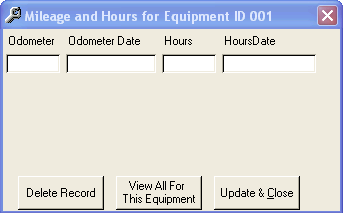 Mileage and Hours for Equipment ID 001
Odometer Odometer Date Hours HoursDate
Delete Record
View All For
This Equipment
Update & Close